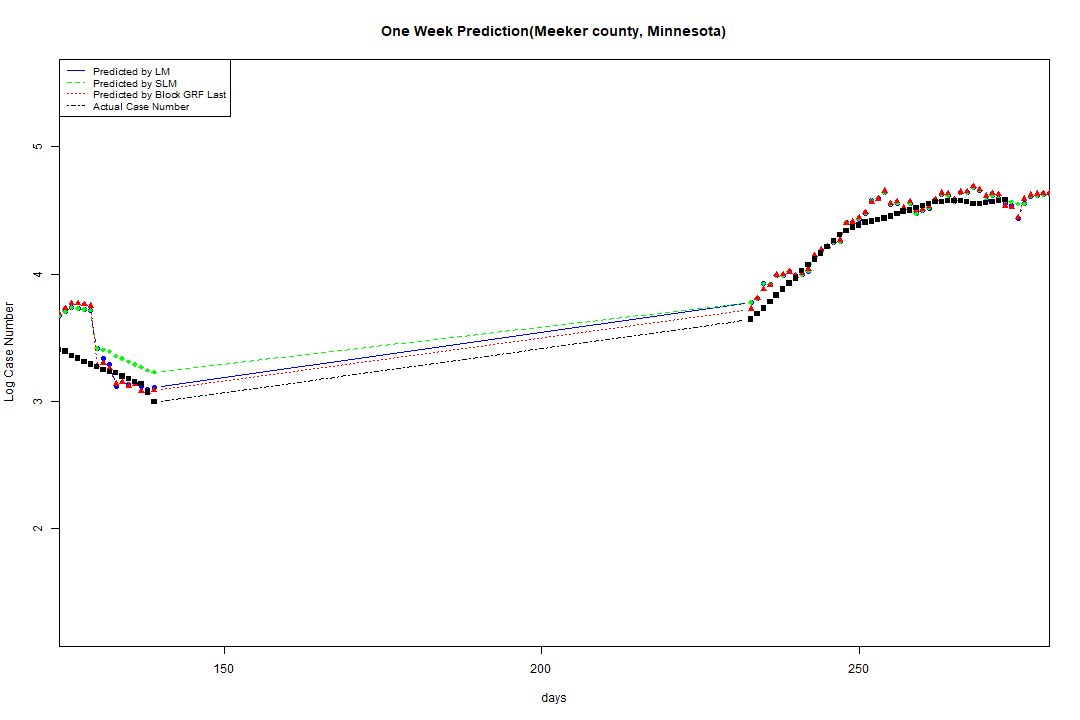 One Week Prediction(Meeker county, Minnesota)
Predicted by LM
Predicted by SLM
Predicted by Block GRF Last
Actual Case Number
5
4
3
2
Log Case Number
150
200
250
days